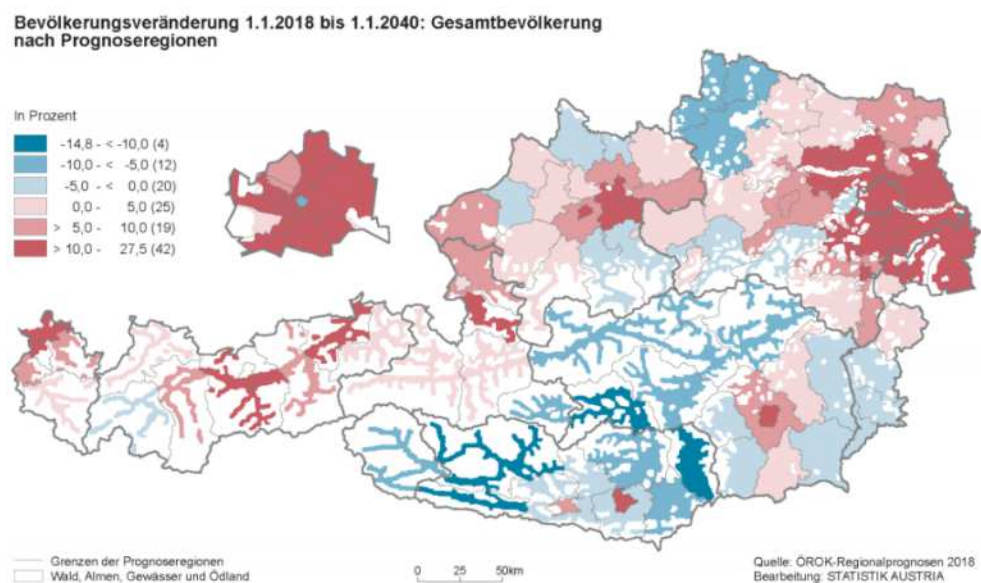 Bevölkerungsveränderung 1.1.2018 bis 1.1.2040: Gesamtbevölkerung
nach Prognoseregionen
In Prozent
-14,8 - < -10,0 (4)
-10,0 - < -5,0 (12)
-5,0 - < 0,0 (20)
0,0 - 5,0 (25)
> 5,0 - 10,0 (19)
> 10,0 - 27,5 (42)
Grenzen der Prognoseregionen
Wald, Almen, Gewässer und Ödland
0 25 50km
Quelle: ÖROK-Regionalprognosen 2018
Bearbeitung: STATISTIK AUSTRIA